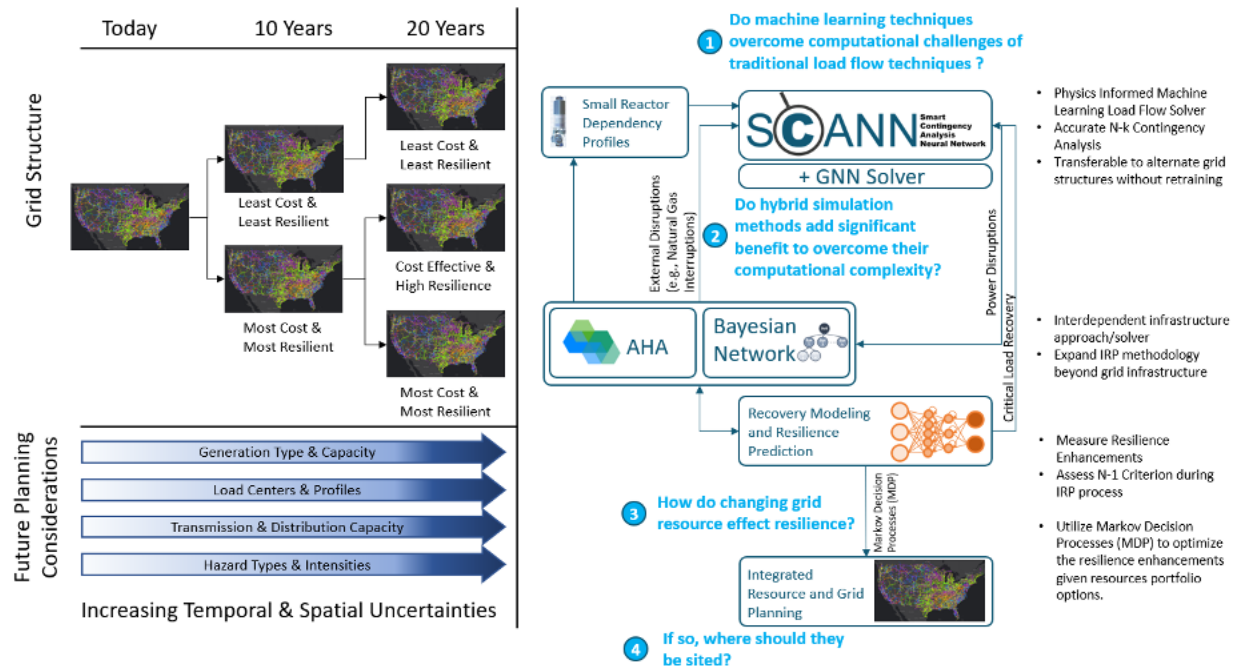 Today
10 Years
20 Years
Grid Structure
Least Cost &
Least Resilient
Most Cost &
Most Resilient
Least Cost &
Least Resilient
Cost Effective &
High Resilience
Most Cost &
Most Resilient
Future Planning
Considerations
Generation Type & Capacity
Load Centers & Profiles
Transmission & Distribution Capacity
Hazard Types & Intensities
Increasing Temporal & Spatial Uncertainties
1
Do machine learning techniques
overcome computational challenges of
traditional load flow techniques ?
Small Reactor
Dependency
Profiles
SCANN
Smart
Contingency
Analysis
Neural Network
+ GNN Solver
2
Do hybrid simulation
methods add significant
benefit to overcome their
computational complexity?
External Disruptions
(e.g., Natural Gas
Interruptions)
Power Disruptions
Critical Load Recovery
AHA
Bayesian
Network
Recovery Modeling
and Resilience
Prediction
3
How do changing grid
resource effect resilience?
Markov Decision
Processes (MDP)
Integrated
Resource and Grid
Planning
4
If so, where should they
be sited?
• Physics Informed Machine
Learning Load Flow Solver
• Accurate N-k Contingency
Analysis
• Transferable to alternate grid
structures without retraining
• Interdependent infrastructure
approach/solver
• Expand IRP methodology
beyond grid infrastructure
• Measure Resilience
Enhancements
• Assess N-1 Criterion during
IRP process
• Utilize Markov Decision
Processes (MDP) to optimize
the resilience enhancements
given resources portfolio
options.